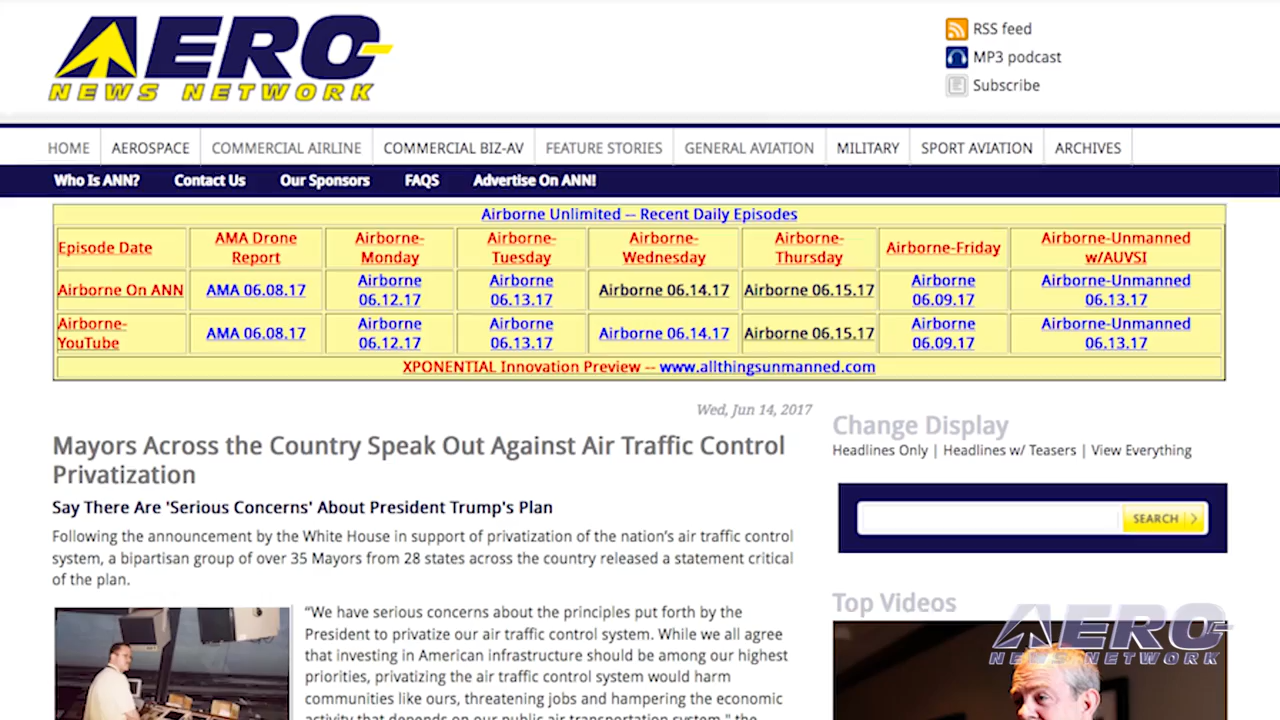 AERO
NEWS NETWORK
RSS feed
MP3 podcast
Subscribe
HOME AEROSPACE COMMERCIAL AIRLINE COMMERCIAL BIZ-AV FEATURE STORIES GENERAL AVIATION MILITARY SPORT AVIATION ARCHIVES
Who Is ANN? Contact Us Our Sponsors FAQS Advertise On ANN!
Airborne Unlimited -- Recent Daily Episodes
Episode Date
AMA Drone
Report
Airborne-
Monday
Airborne-
Tuesday
Airborne-
Wednesday
Airborne-
Thursday
Airborne-Friday
Airborne-Unmanned
w/AUVSI
Airborne On ANN
AMA 06.08.17
Airborne
06.12.17
Airborne
06.13.17
Airborne 06.14.17
Airborne 06.15.17
Airborne
06.09.17
Airborne-Unmanned
06.13.17
Airborne-
YouTube
AMA 06.08.17
Airborne
06.12.17
Airborne
06.13.17
Airborne 06.14.17
Airborne 06.15.17
Airborne
06.09.17
Airborne-Unmanned
06.13.17
XPONENTIAL Innovation Preview -- www.allthingsunmanned.com
Wed, Jun 14, 2017
Mayors Across the Country Speak Out Against Air Traffic Control
Privatization
Say There Are 'Serious Concerns' About President Trump's Plan
Following the announcement by the White House in support of privatization of the nation's air traffic control
system, a bipartisan group of over 35 Mayors from 28 states across the country released a statement critical
of the plan.
"We have serious concerns about the principles put forth by the
President to privatize our air traffic control system. While we all agree
that investing in American infrastructure should be among our highest
priorities, privatizing the air traffic control system would harm
communities like ours, threatening jobs and hampering the economic
activity that depends on our public air transportation system," the
Change Display
Headlines Only | Headlines w/ Teasers | View Everything
SEARCH
Top Videos
AERO
NEWS NETWORK